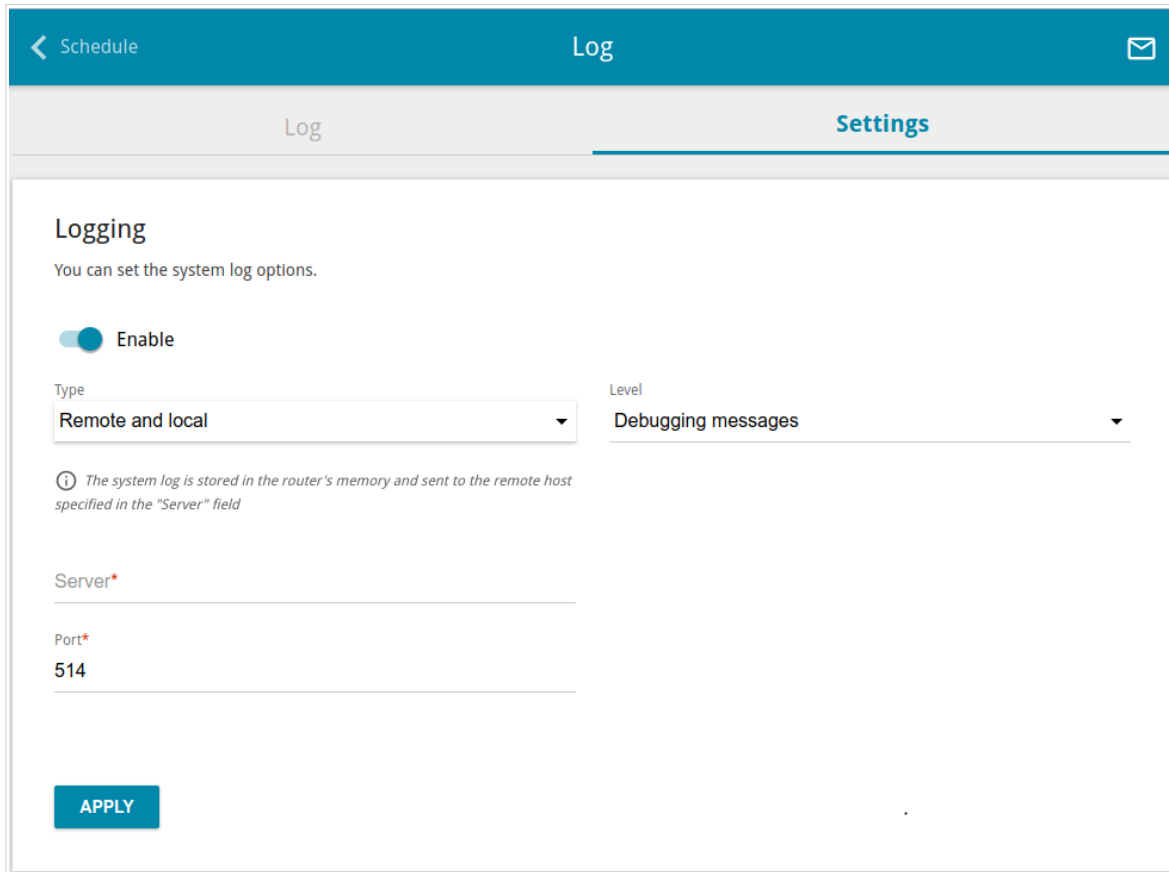 Schedule
Log
Log
Settings
Logging
You can set the system log options.
Enable
Type
Level
Remote and local
Debugging messages
The system log is stored in the router's memory and sent to the remote host
specified in the "Server" field
Server*
Port*
514
APPLY